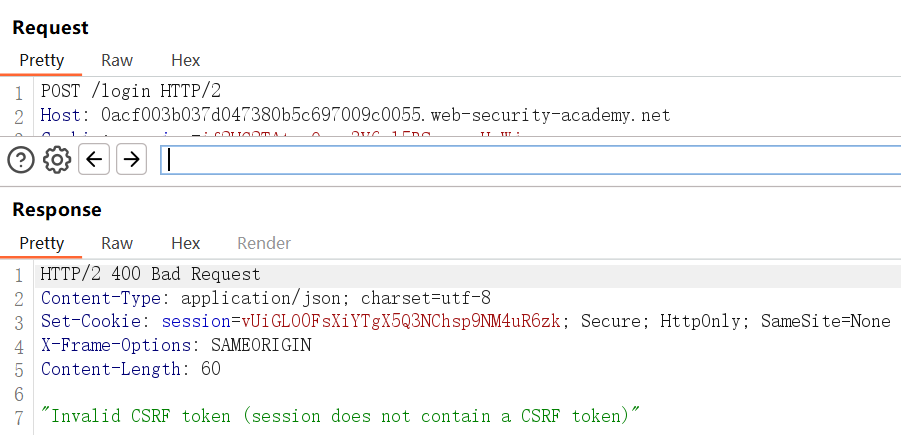 Request
Pretty Raw Hex
1 POST /login HTTP/2
2 Host: 0acf003b037d047380b5c697009c0055.web-security-academy.net
Response
Pretty Raw Hex Render
1 HTTP/2 400 Bad Request
2 Content-Type: application/json; charset=utf-8
3 Set-Cookie: session=vUiGLOOFsXiYTgX5Q3NChsp9NM4uR6zk; Secure; HttpOnly; SameSite=None
4 X-Frame-Options: SAMEORIGIN
5 Content-Length: 60
6
7 "Invalid CSRF token (session does not contain a CSRF token)"